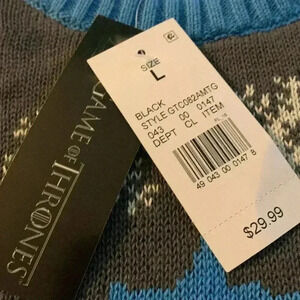 GAME OF THRONES
SIZE
L
BLACK
STYLE GTC082AMTG
043 00 0147
DEPT CL ITEM
49 043 00 0147 8
$29.99